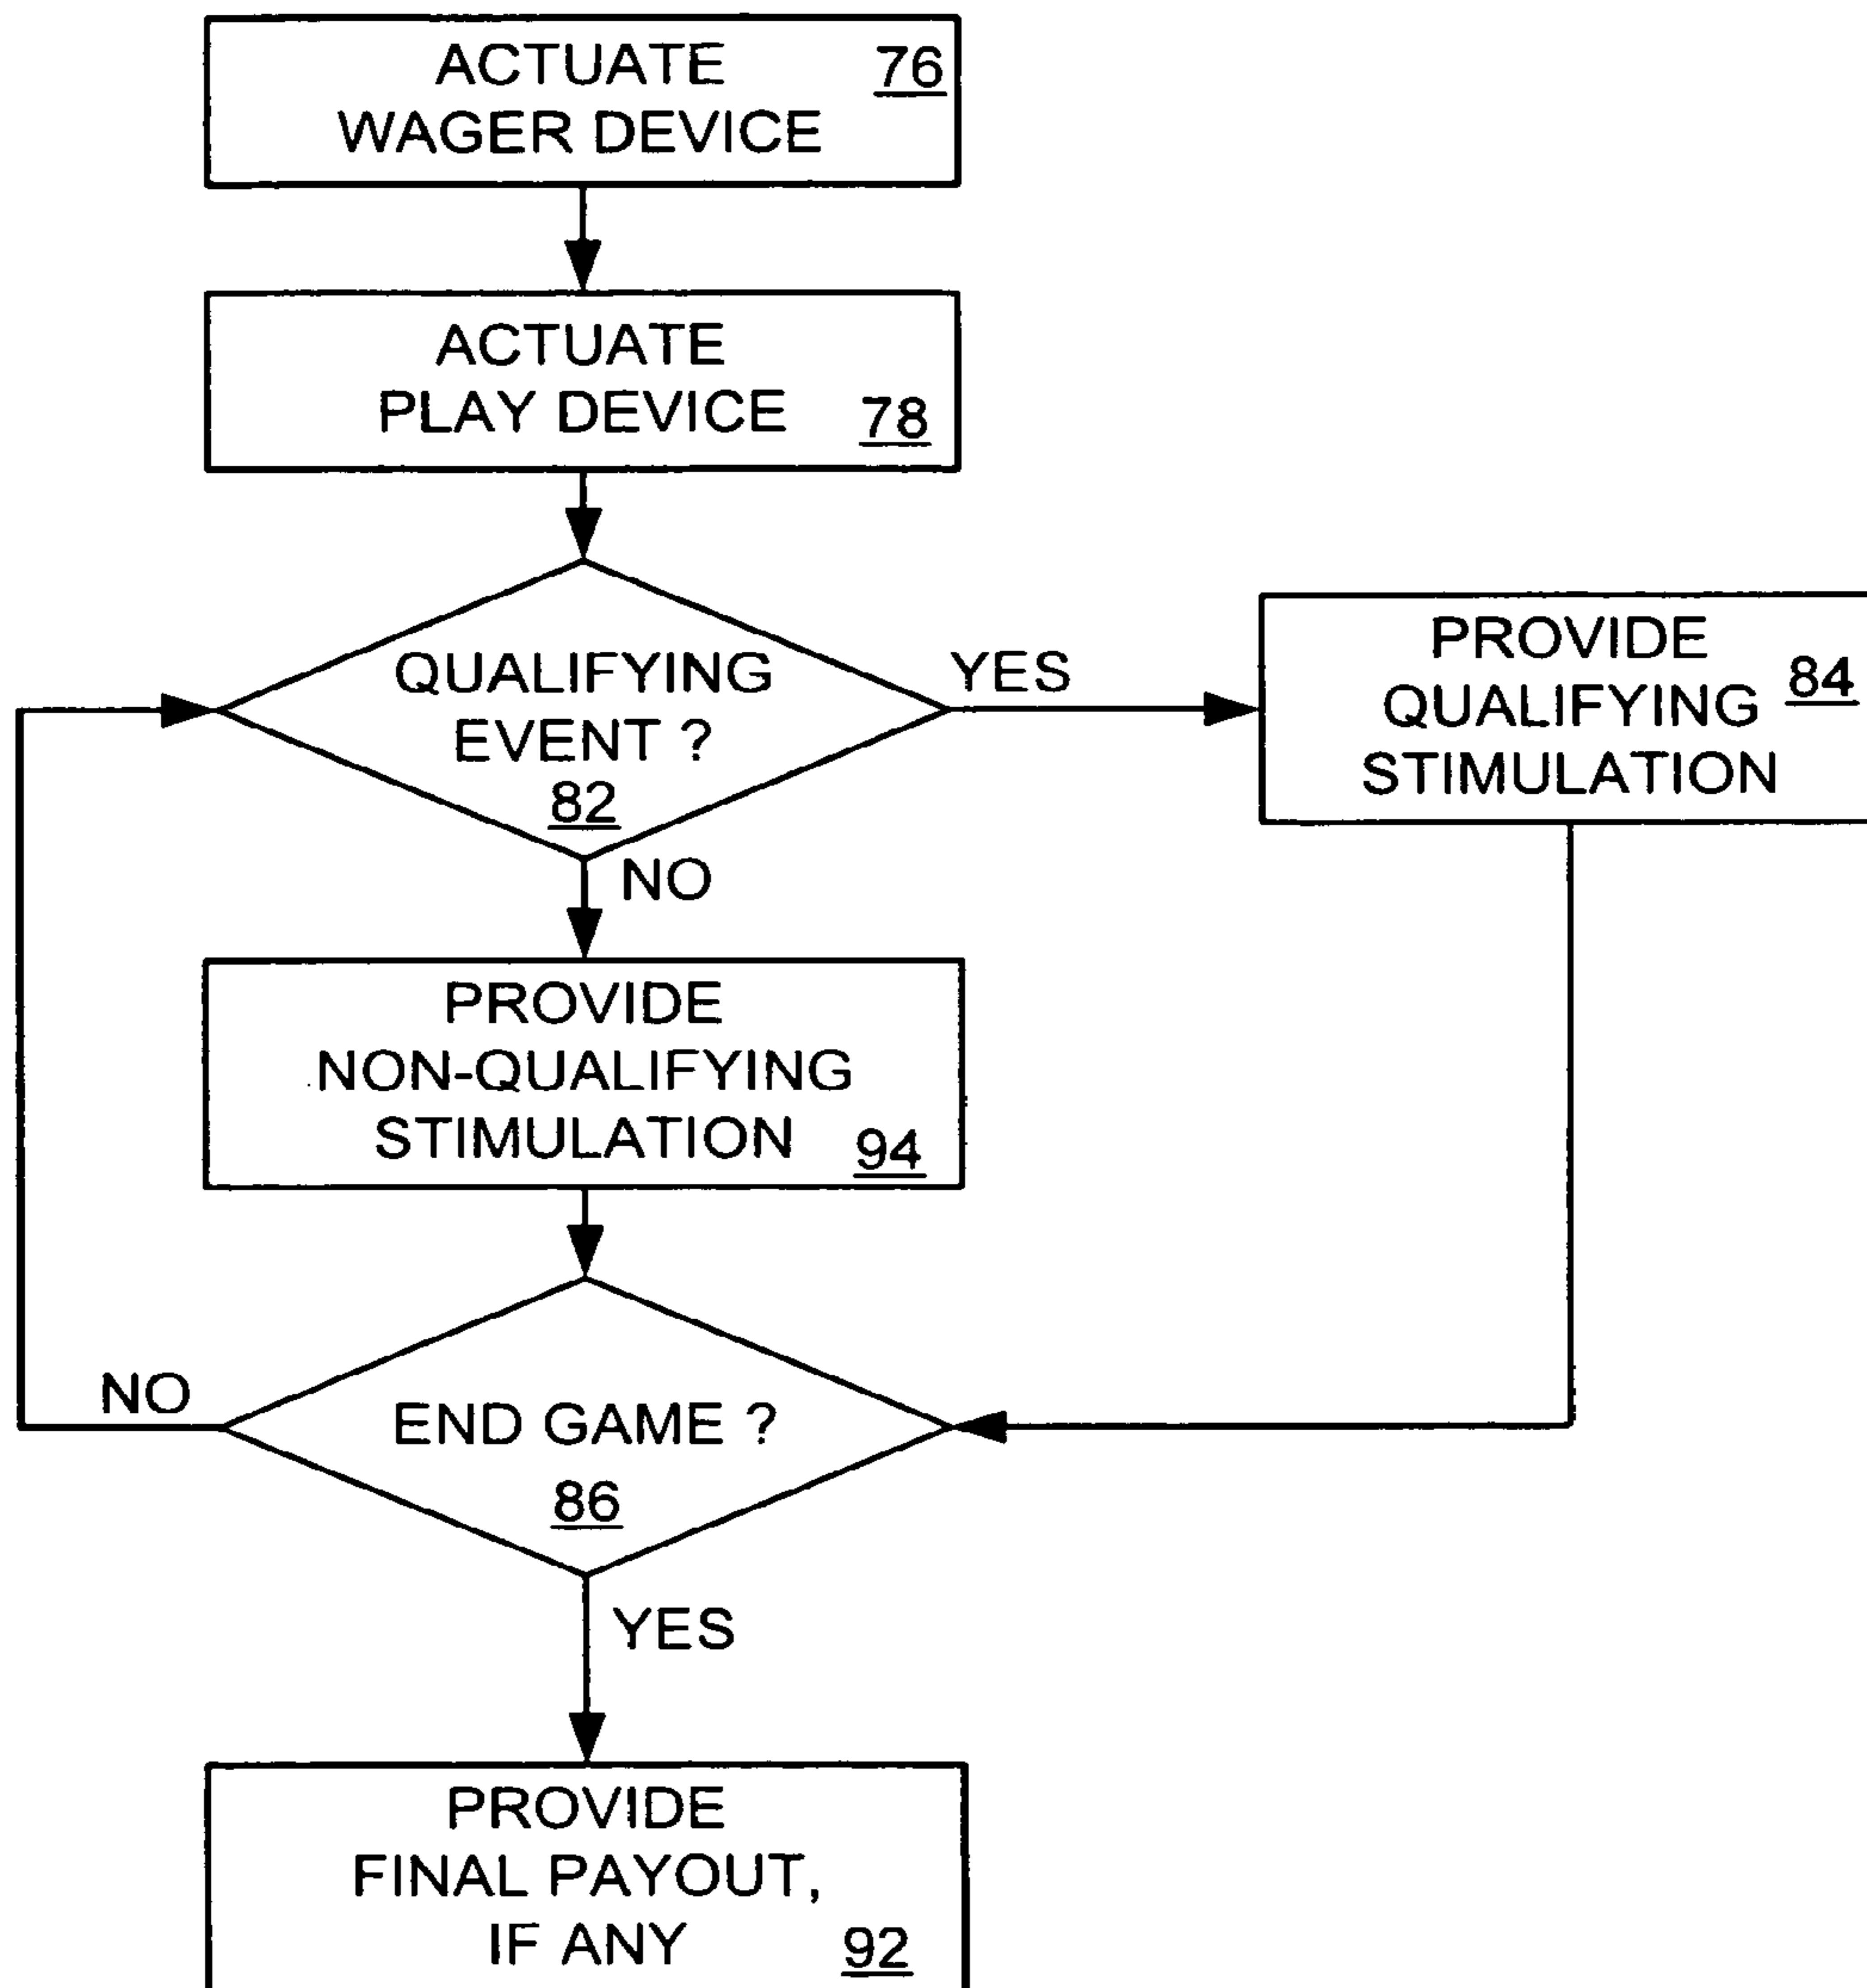 ACTUATE
WAGER DEVICE
76
ACTUATE
PLAY DEVICE
78
QUALIFYING
EVENT ?
82
YES
PROVIDE
QUALIFYING
STIMULATION
84
NO
PROVIDE
NON-QUALIFYING
STIMULATION
94
NO
END GAME ?
86
YES
PROVIDE
FINAL PAYOUT,
IF ANY
92